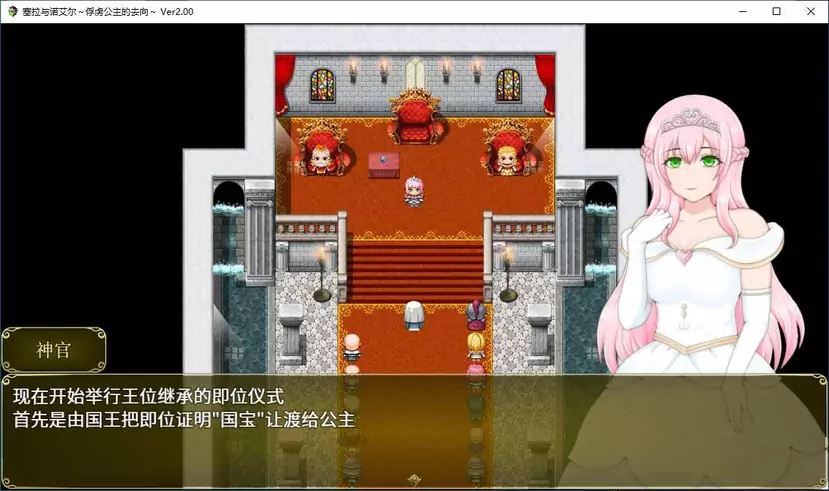 塞拉与诺艾尔～俘虏公主的去向～ Ver2.00
神官
现在开始举行王位继承的即位仪式
首先是由国王把即位证明"国宝"让渡给公主